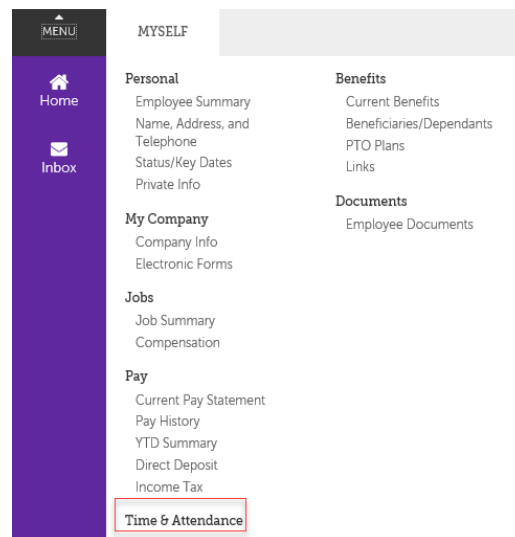 MENU
MYSELF
Home
Inbox
Personal
Employee Summary
Name, Address, and
Telephone
Status/Key Dates
Private Info
My Company
Company Info
Electronic Forms
Jobs
Job Summary
Compensation
Pay
Current Pay Statement
Pay History
YTD Summary
Direct Deposit
Income Tax
Time & Attendance
Benefits
Current Benefits
Beneficiaries/Dependants
PTO Plans
Links
Documents
Employee Documents